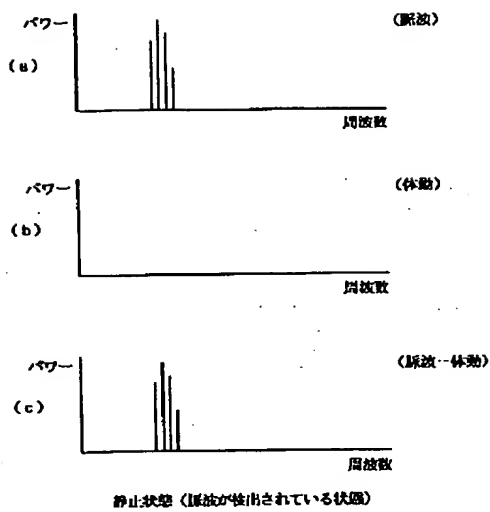 パワー
(脈波)
(a)
周波数
パワー
(体動)
(b)
周波数
パワー
(脈波-体動)
(c)
周波数
静止状態(脈波が検出されている状態)